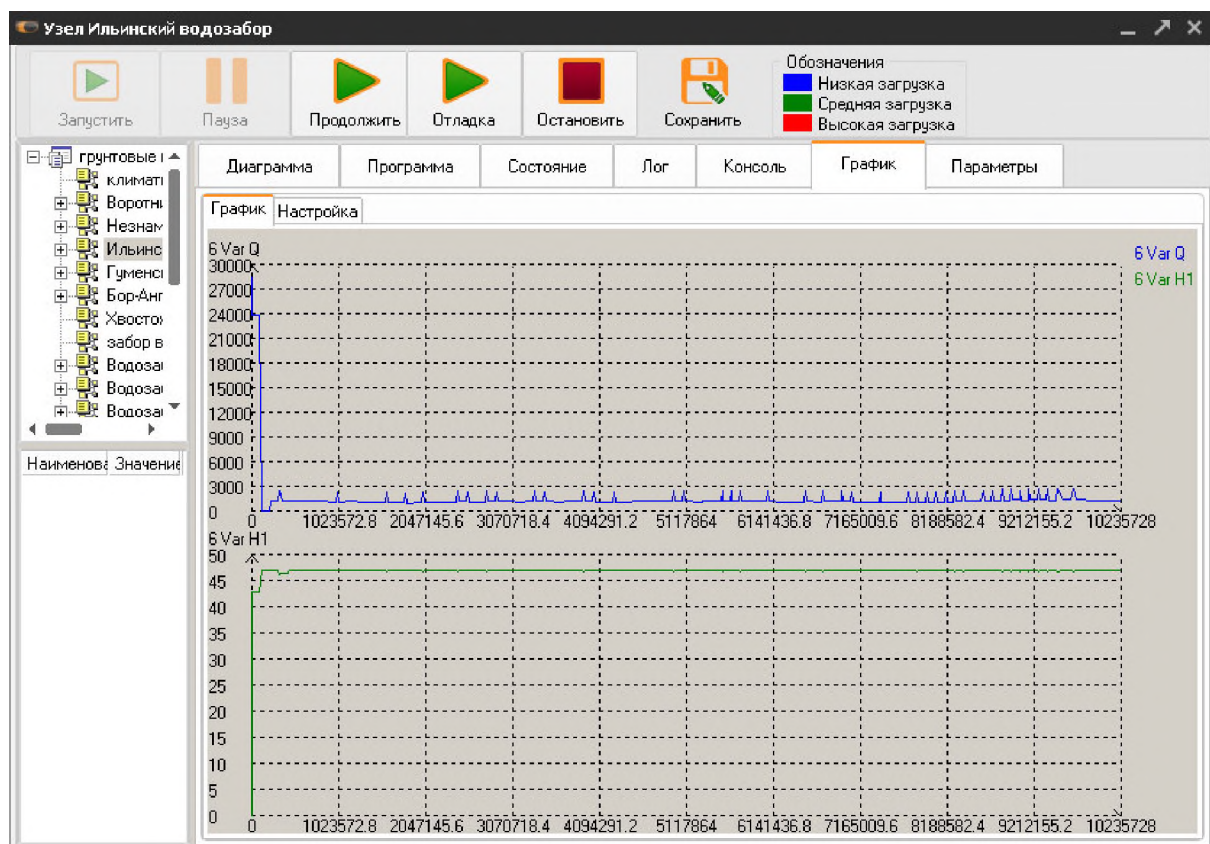 Узел Ильинский водозабор
Запустить
Пауза
Продолжить
Отладка
Остановить
Сохранить
Обозначения
Низкая загрузка
Средняя загрузка
Высокая загрузка
грунтовые
климат
Воротн
Незнам
Ильинс
Гуменс
Бор-Анг
Хвосто
забор в
Водоза
Водоза
Водоза
Наименова Значение
Диаграмма Программа Состояние Лог Консоль График Параметры
График Настройка
6 Var Q
30000
27000
24000
21000
18000
15000
12000
9000
6000
3000
0
0 1023572.8 2047145.6 3070718.4 4094291.2 5117864 6141436.8 7165009.6 8188582.4 9212155.2 10235728
6 Var Q
6 Var H1
6 Var H1
50
45
40
35
30
25
20
15
10
5
0
0 1023572.8 2047145.6 3070718.4 4094291.2 5117864 6141436.8 7165009.6 8188582.4 9212155.2 10235728